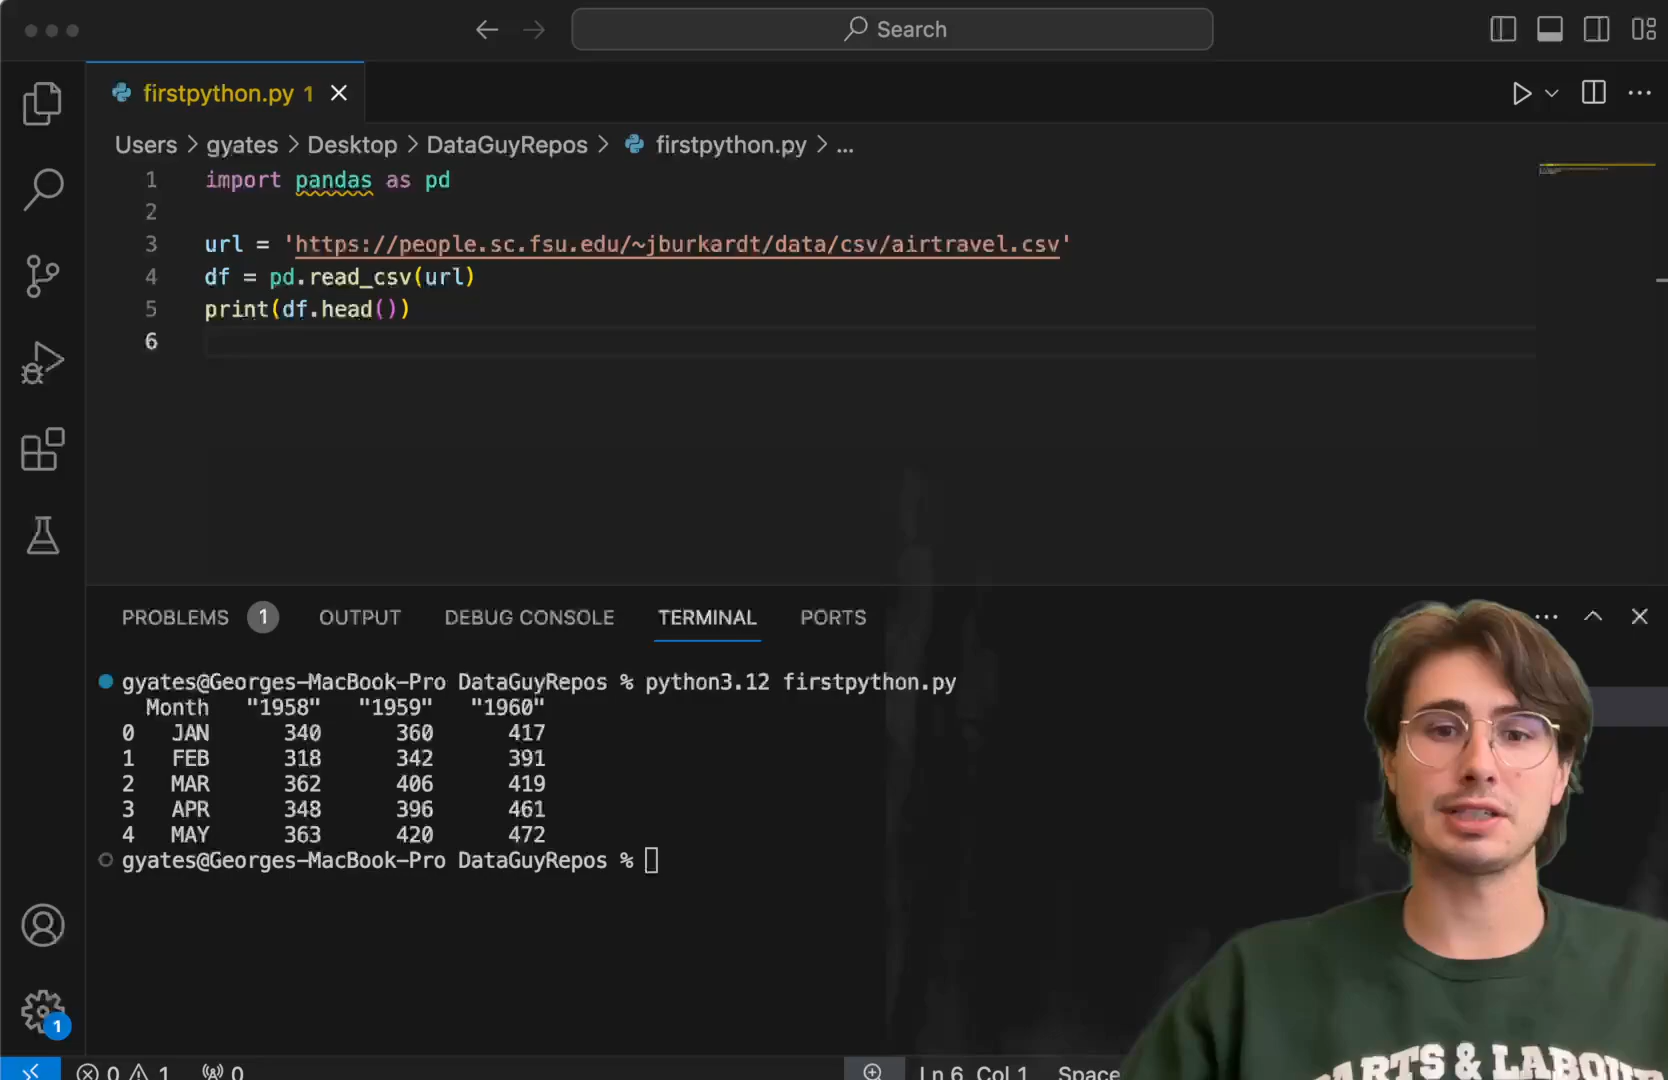 Search
firstpython.py 1
Users > gyates > Desktop > DataGuyRepos > firstpython.py > ...
1 import pandas as pd
2
3 url = 'https://people.sc.fsu.edu/~jburkardt/data/csv/airtravel.csv'
4 df = pd.read_csv(url)
5 print(df.head())
6
PROBLEMS 1 OUTPUT DEBUG CONSOLE TERMINAL PORTS
gyates@Georges-MacBook-Pro DataGuyRepos % python3.12 firstpython.py
Month "1958" "1959" "1960"
0 JAN 340 360 417
1 FEB 318 342 391
2 MAR 362 406 419
3 APR 348 396 461
4 MAY 363 420 472
gyates@Georges-MacBook-Pro DataGuyRepos %
1
0 1 0 Ln 6, Col 1
ARTS & LABOUR